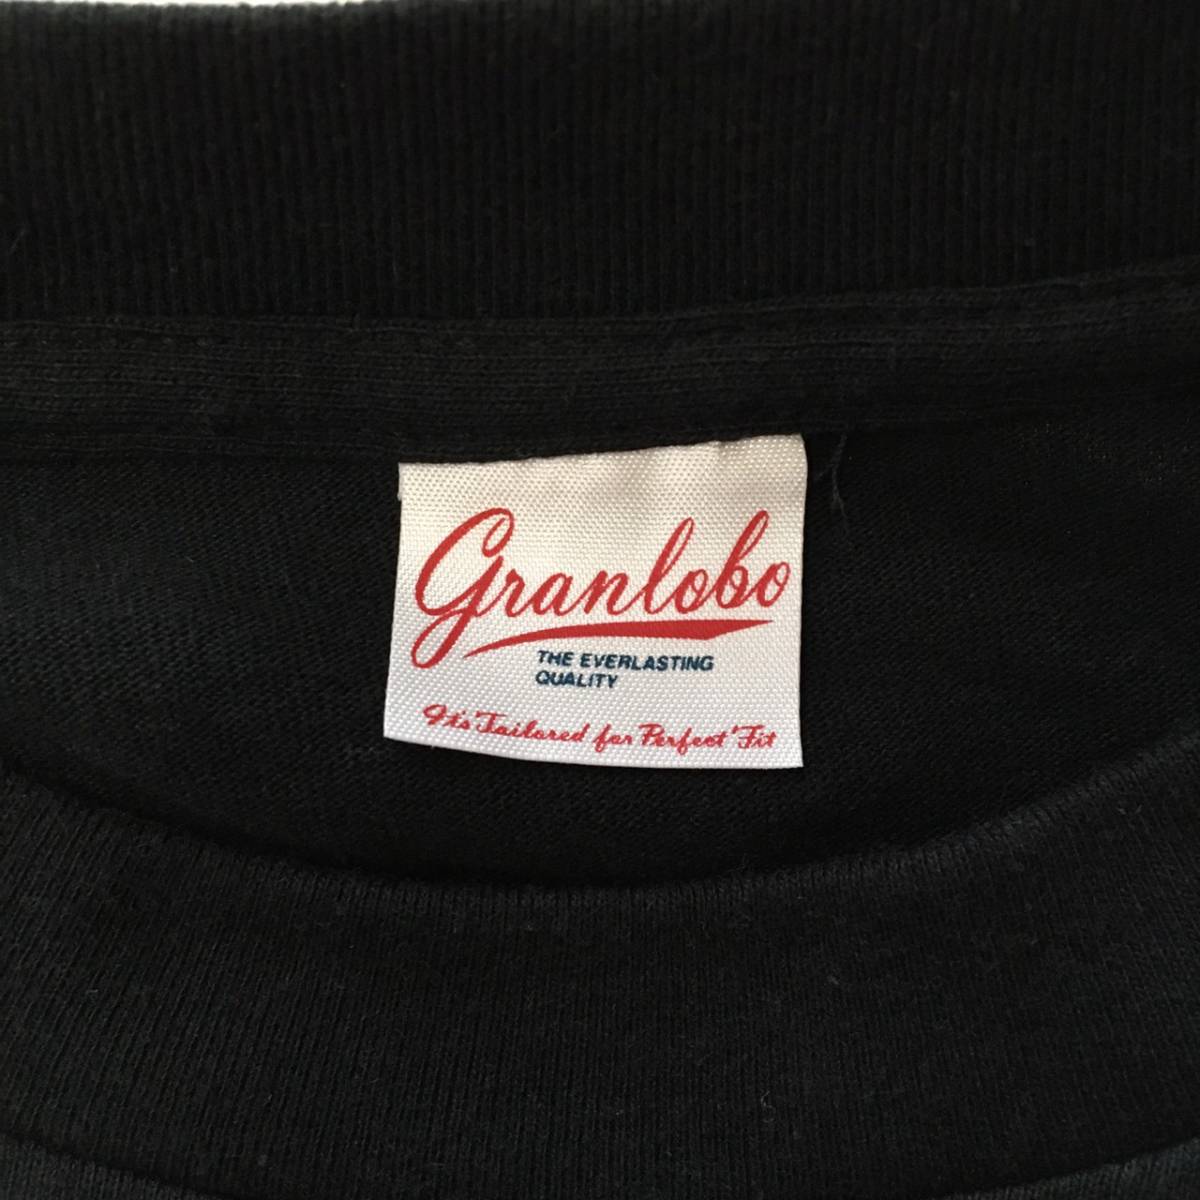 Granlobo
THE EVERLASTING
QUALITY
It's Tailored for Perfect Fit